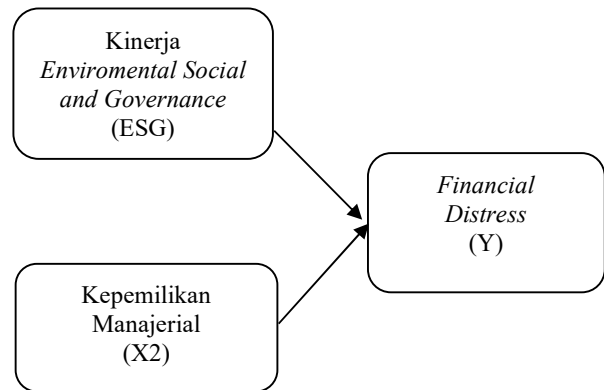 Kinerja
Enviromental Social
and Governance
(ESG)
Financial
Distress
(Y)
Kepemilikan
Manajerial
(X2)